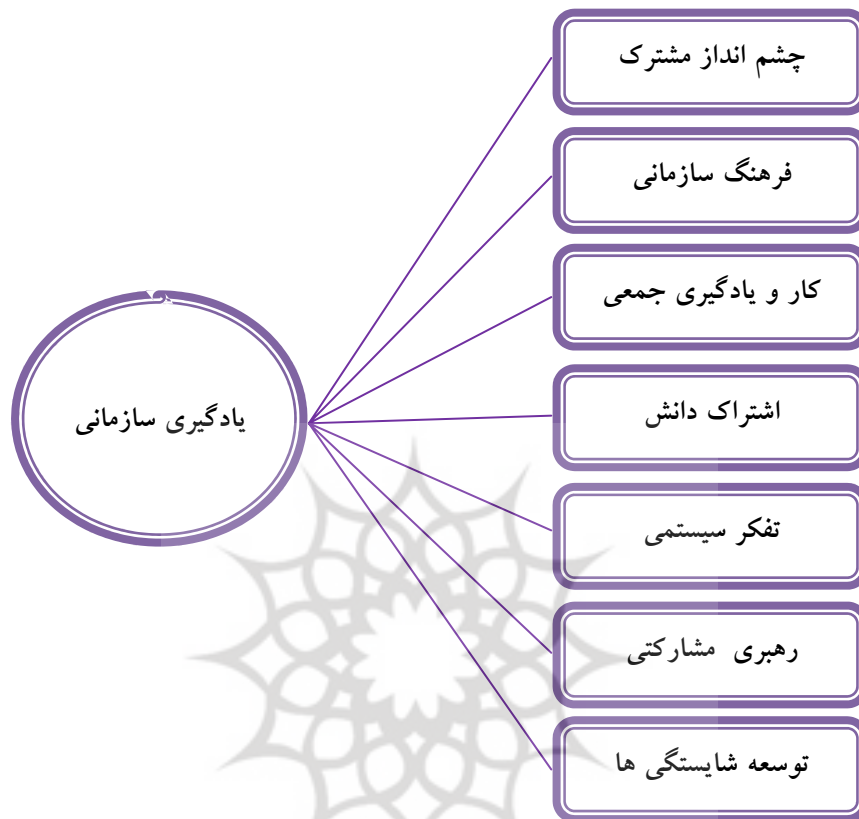 چشم انداز مشترک
فرهنگ سازمانی
کار و یادگیری جمعی
یادگیری سازمانی
اشتراک دانش
تفکر سیستمی
رهبری مشارکتی
توسعه شایستگی ها